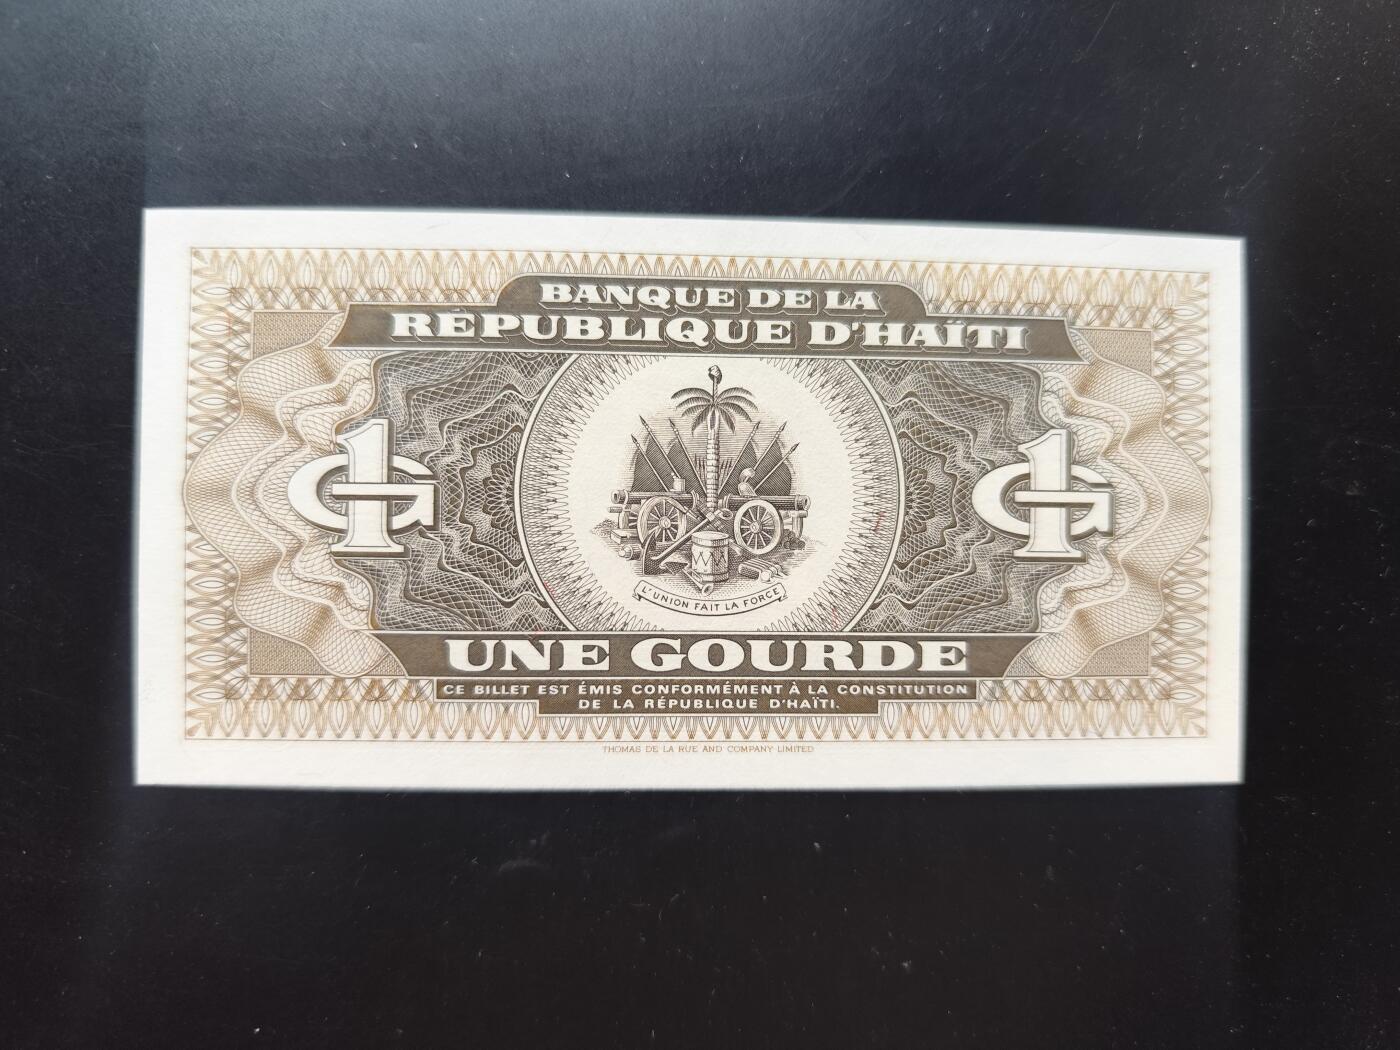 BANQUE DE LA
RÉPUBLIQUE D'HAÏTI
1G
1G
L'UNION FAIT LA FORCE
UNE GOURDE
CE BILLET EST ÉMIS CONFORMÉMENT À LA CONSTITUTION
DE LA RÉPUBLIQUE D'HAÏTI.
THOMAS DE LA RUE AND COMPANY LIMITED